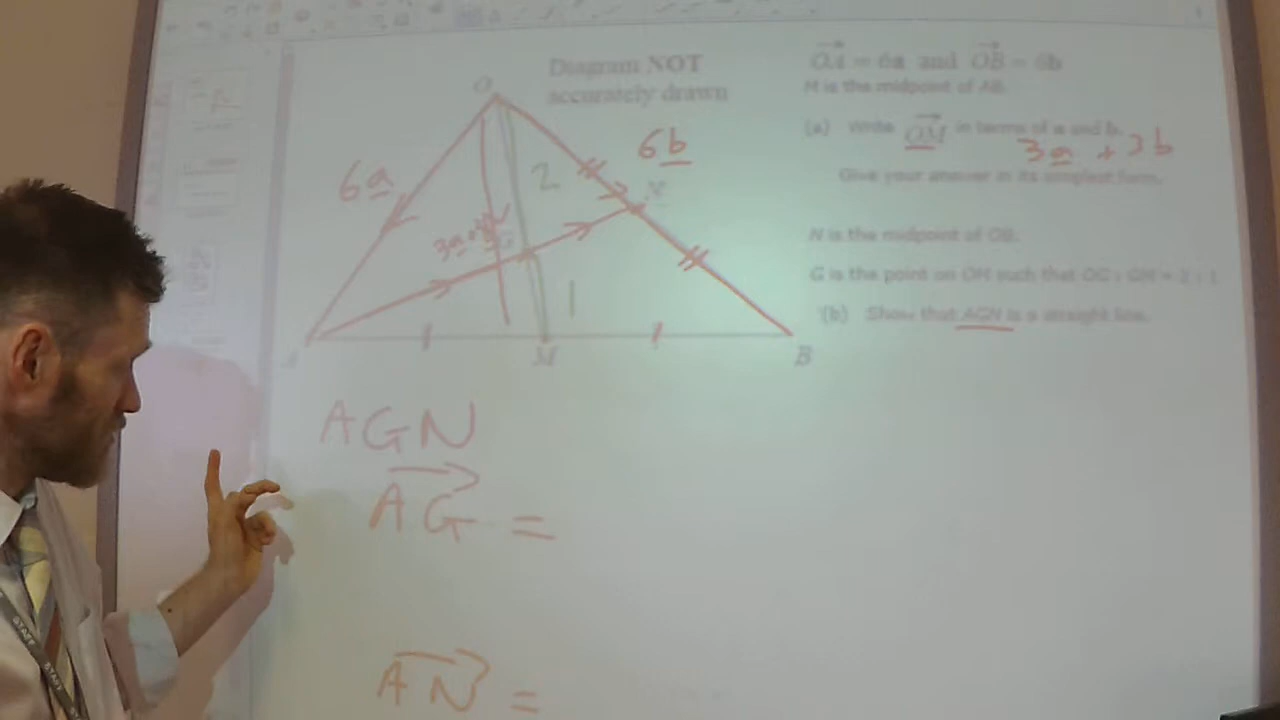 Diagram NOT
accurately drawn
OA = 6a and OB = 6b
M is the midpoint of AB.
(a) Write OM in terms of a and b.
3a + 3b
Give your answer in its simplest form.
N is the midpoint of OB.
G is the point on OM such that OG : GM = 2 : 1
(b) Show that AGN is a straight line.
O
6a
6b
2
N
3a +
1
A
M
B
AGN
AG =
AN =
STAFF